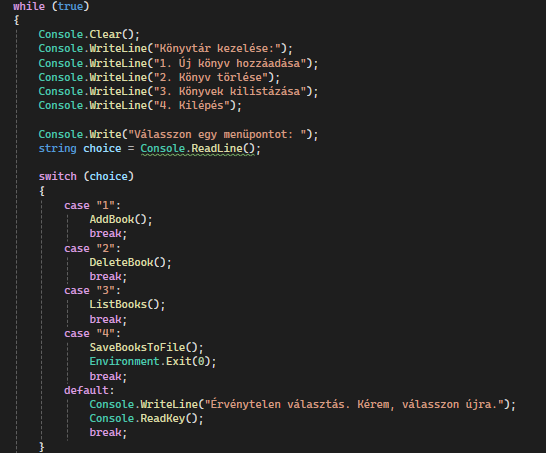 while (true)
{
Console.Clear();
Console.WriteLine("Könyvtár kezelése:");
Console.WriteLine("1. Új könyv hozzáadása");
Console.WriteLine("2. Könyv törlése");
Console.WriteLine("3. Könyvek kilistázása");
Console.WriteLine("4. Kilépés");
Console.Write("Válasszon egy menüpontot: ");
string choice = Console.ReadLine();
switch (choice)
{
case "1":
AddBook();
break;
case "2":
DeleteBook();
break;
case "3":
ListBooks();
break;
case "4":
SaveBooksToFile();
Environment.Exit(0);
break;
default:
Console.WriteLine("Érvénytelen választás. Kérem, válasszon újra.");
Console.ReadKey();
break;
}